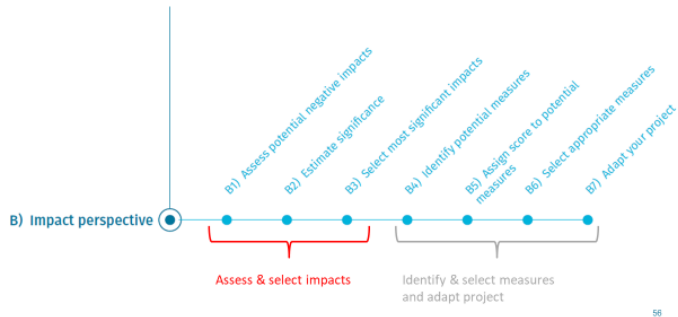 B1) Assess potential negative impacts
B2) Estimate significance
B3) Select most significant impacts
B4) Identify potential measures
B5) Assign score to potential
measures
B6) Select appropriate measures
B7) Adapt your project
B) Impact perspective
Assess & select impacts
Identify & select measures
and adapt project
56